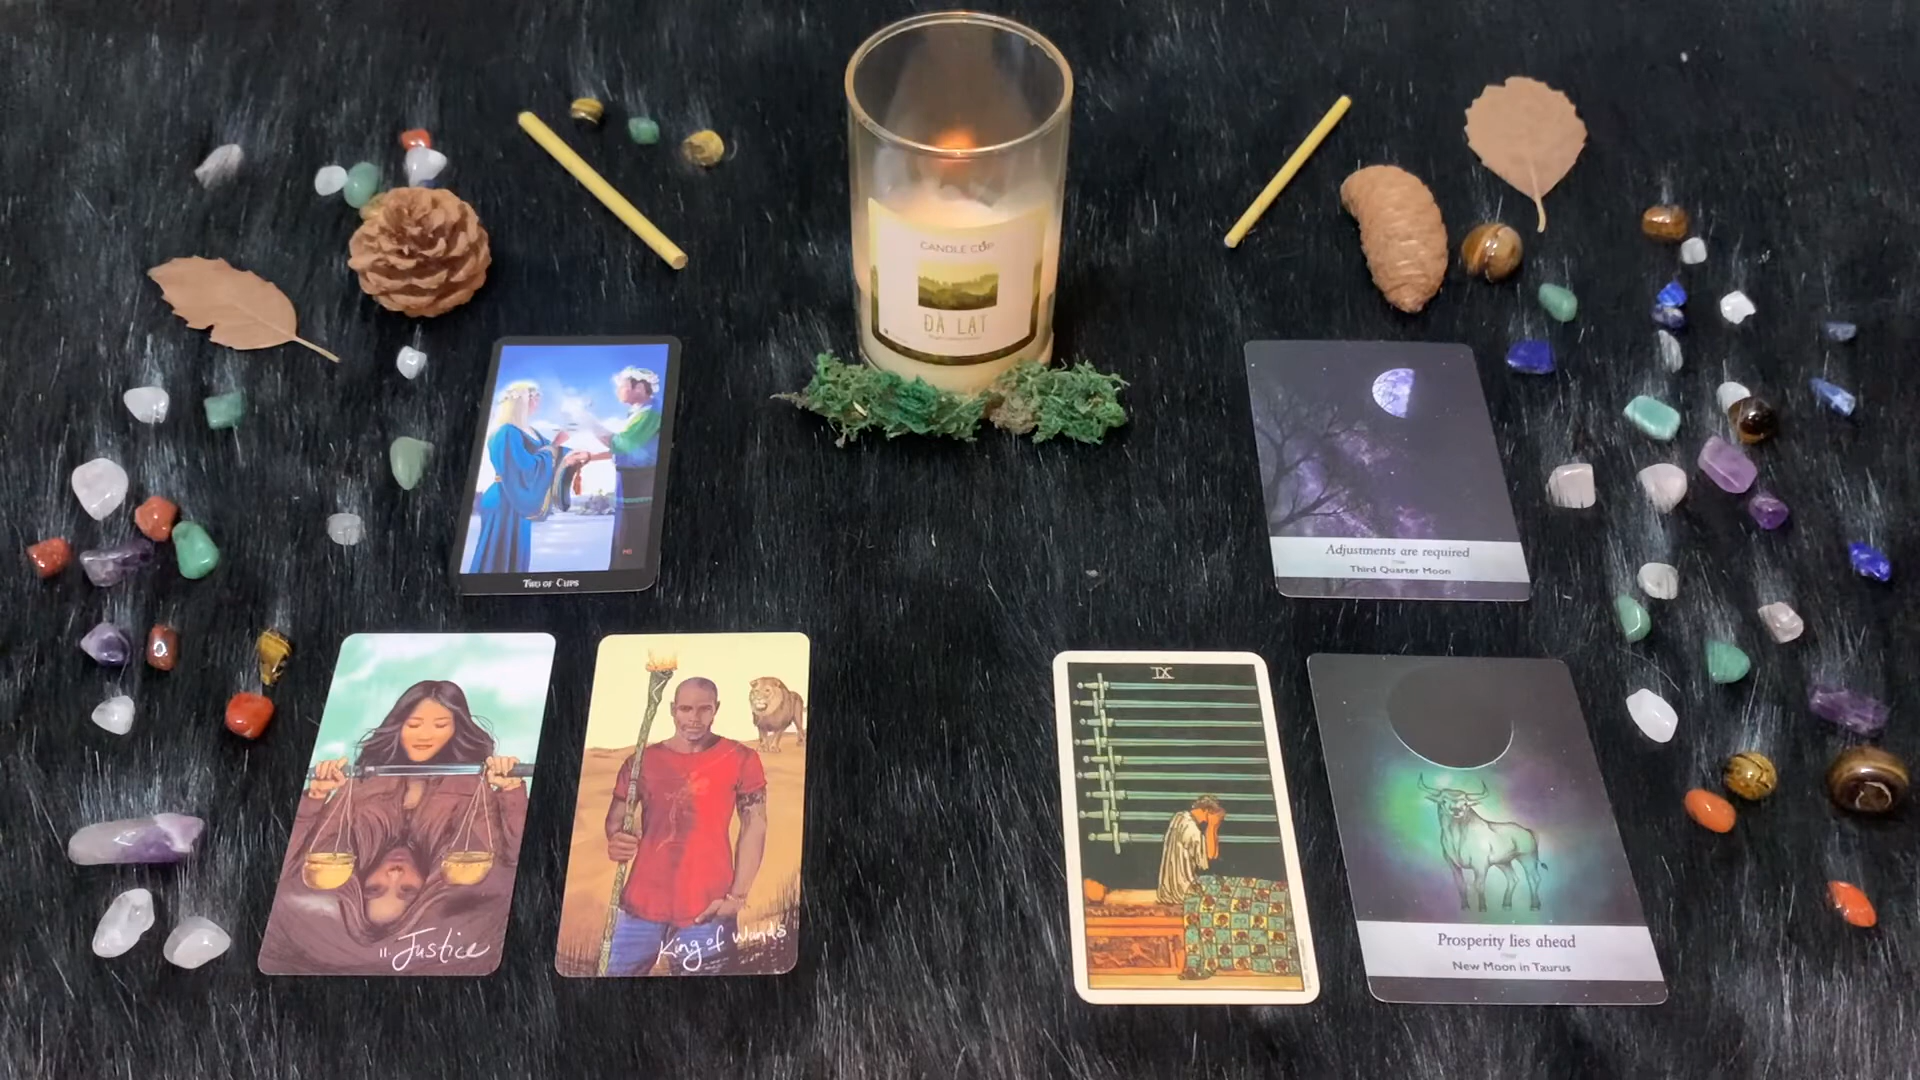 CANDLE CUP
ĐÀ LẠT
Two of Cups
Adjustments are required
Third Quarter Moon
11. Justice
King of Wands
IX
Prosperity lies ahead
New Moon in Taurus